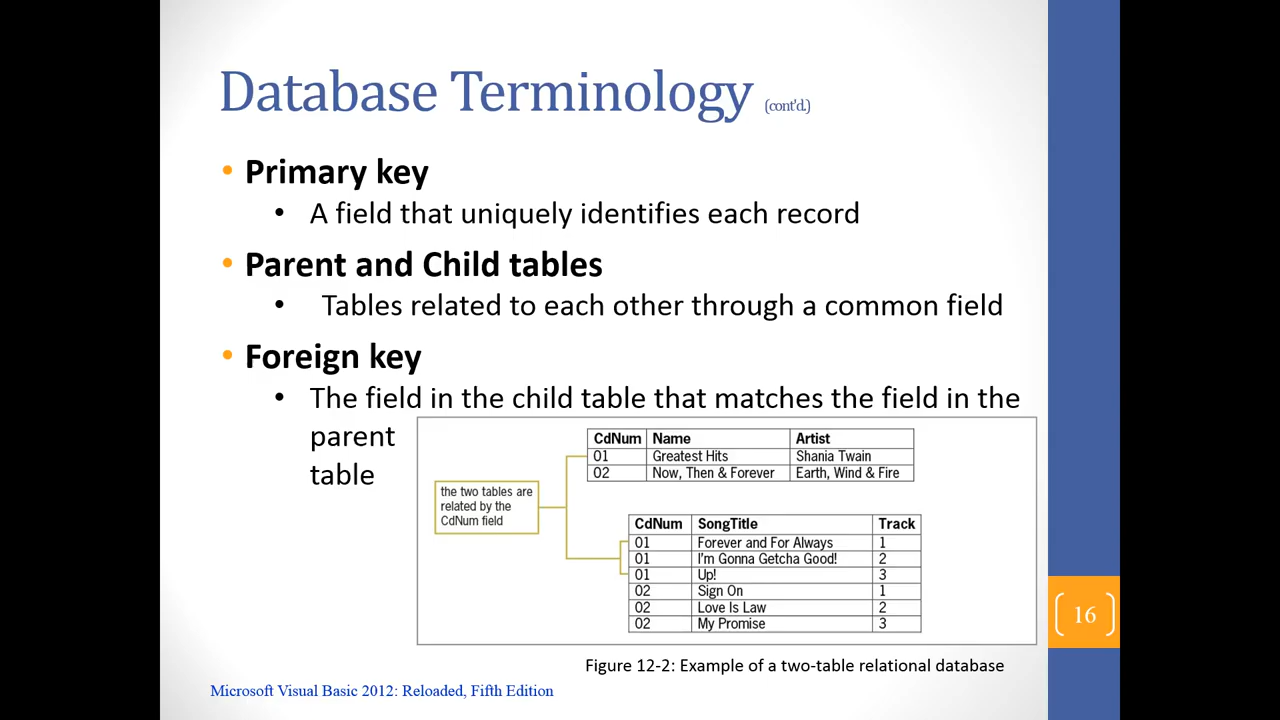 Database Terminology (cont'd.)
• Primary key
• A field that uniquely identifies each record
• Parent and Child tables
• Tables related to each other through a common field
• Foreign key
• The field in the child table that matches the field in the
parent
table
the two tables are
related by the
CdNum field
CdNum Name Artist
01 Greatest Hits Shania Twain
02 Now, Then & Forever Earth, Wind & Fire
CdNum SongTitle Track
01 Forever and For Always 1
01 I'm Gonna Getcha Good! 2
01 Up! 3
02 Sign On 1
02 Love Is Law 2
02 My Promise 3
Figure 12-2: Example of a two-table relational database
Microsoft Visual Basic 2012: Reloaded, Fifth Edition
16